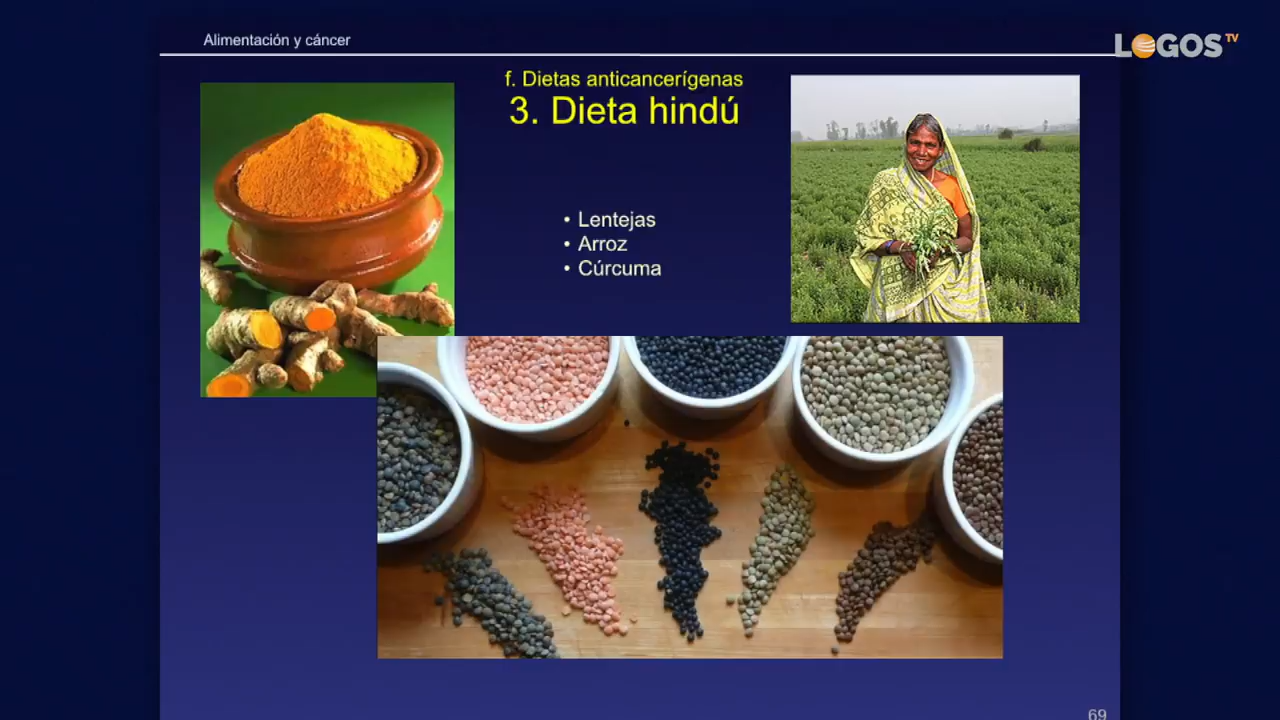 Alimentación y cáncer
LOGOS TV
f. Dietas anticancerígenas
3. Dieta hindú
• Lentejas
• Arroz
• Cúrcuma
69